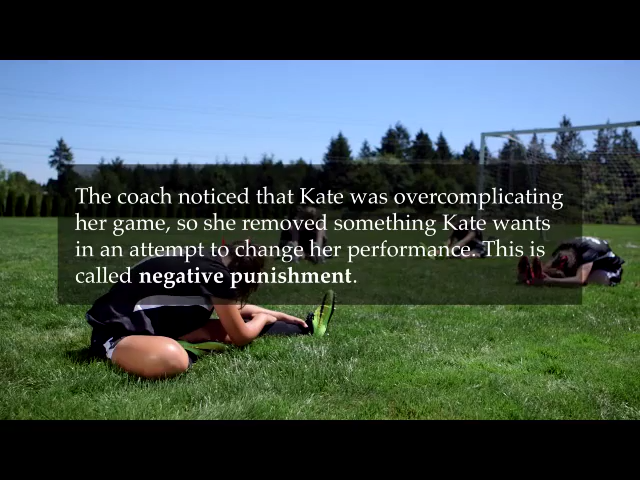 The coach noticed that Kate was overcomplicating
her game, so she removed something Kate wants
in an attempt to change her performance. This is
called negative punishment.